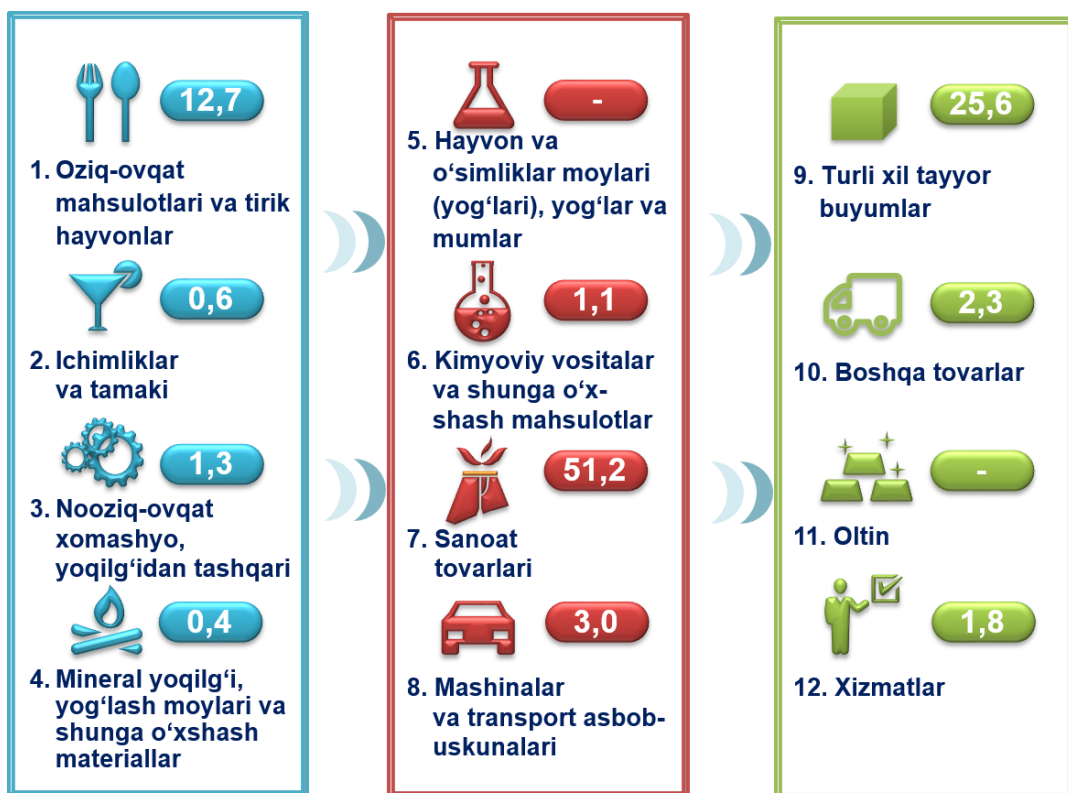 12,7
1. Oziq-ovqat
mahsulotlari va tirik
hayvonlar
0,6
2. Ichimliklar
va tamaki
1,3
3. Nooziq-ovqat
xomashyo,
yoqilg‘idan tashqari
0,4
4. Mineral yoqilg‘i,
yog‘lash moylari va
shunga o‘xshash
materiallar
-
5. Hayvon va
o‘simliklar moylari
(yog‘lari), yog‘lar va
mumlar
1,1
6. Kimyoviy vositalar
va shunga o‘x-
shash mahsulotlar
51,2
7. Sanoat
tovarlari
3,0
8. Mashinalar
va transport asbob-
uskunalari
25,6
9. Turli xil tayyor
buyumlar
2,3
10. Boshqa tovarlar
-
11. Oltin
1,8
12. Xizmatlar